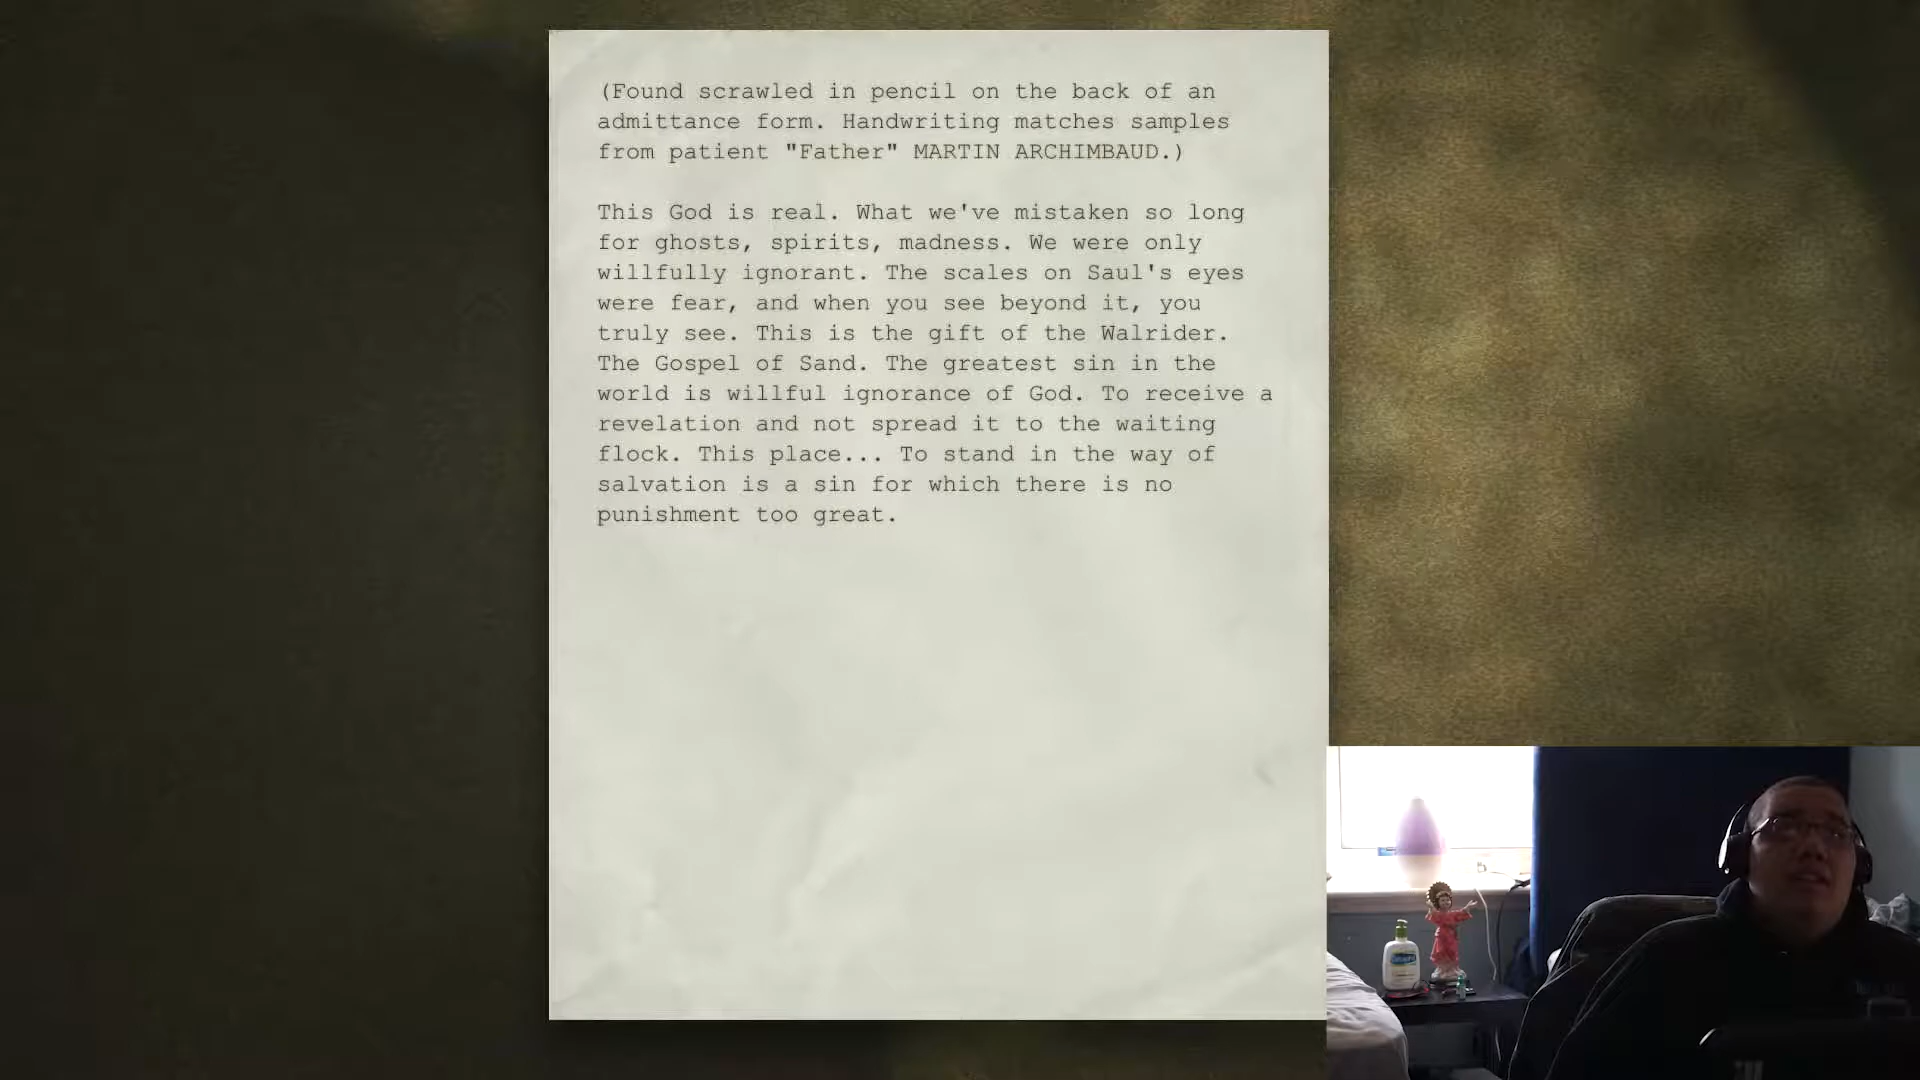 (Found scrawled in pencil on the back of an
admittance form. Handwriting matches samples
from patient "Father" MARTIN ARCHIMBAUD.)
This God is real. What we've mistaken so long
for ghosts, spirits, madness. We were only
willfully ignorant. The scales on Saul's eyes
were fear, and when you see beyond it, you
truly see. This is the gift of the Walrider.
The Gospel of Sand. The greatest sin in the
world is willful ignorance of God. To receive a
revelation and not spread it to the waiting
flock. This place... To stand in the way of
salvation is a sin for which there is no
punishment too great.